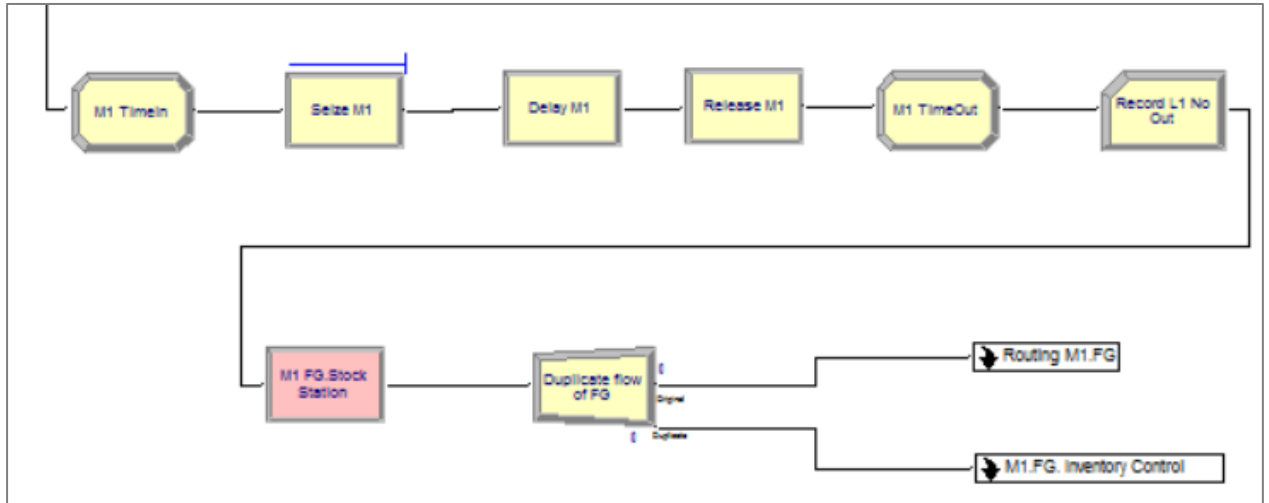 M1 TimeIn
Seize M1
Delay M1
Release M1
M1 TimeOut
Record L1 No
Out
M1 FG.Stock
Station
Duplicate flow
of FG
0
Original
0
Duplicate
Routing M1.FG
M1.FG. Inventory Control